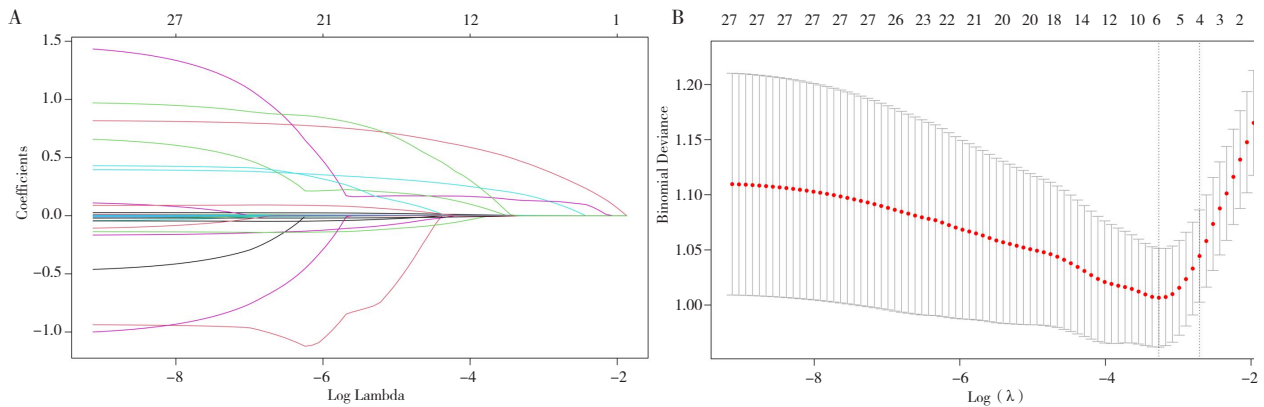 A
27 21 12 1
1.5
1.0
0.5
0.0
−0.5
−1.0
Coefficients
−8 −6 −4 −2
Log Lambda
B
27 27 27 27 27 27 26 23 22 21 20 20 18 14 12 10 6 5 4 3 2
1.20
1.15
1.10
1.05
1.00
Binomial Deviance
−8 −6 −4 −2
Log（λ）